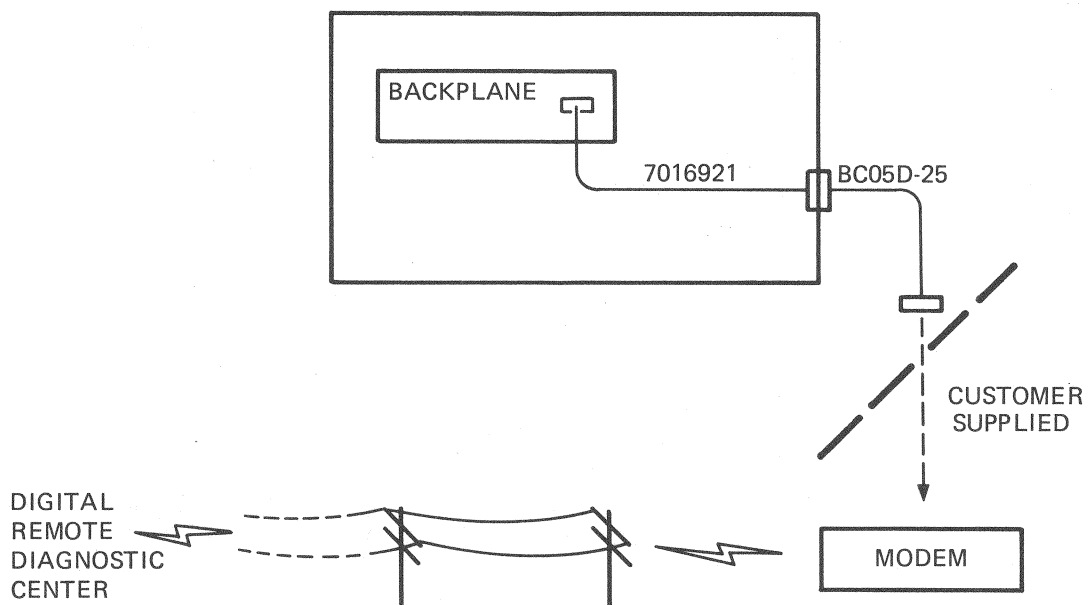 BACKPLANE
7016921
BC05D-25
CUSTOMER
SUPPLIED
DIGITAL
REMOTE
DIAGNOSTIC
CENTER
MODEM